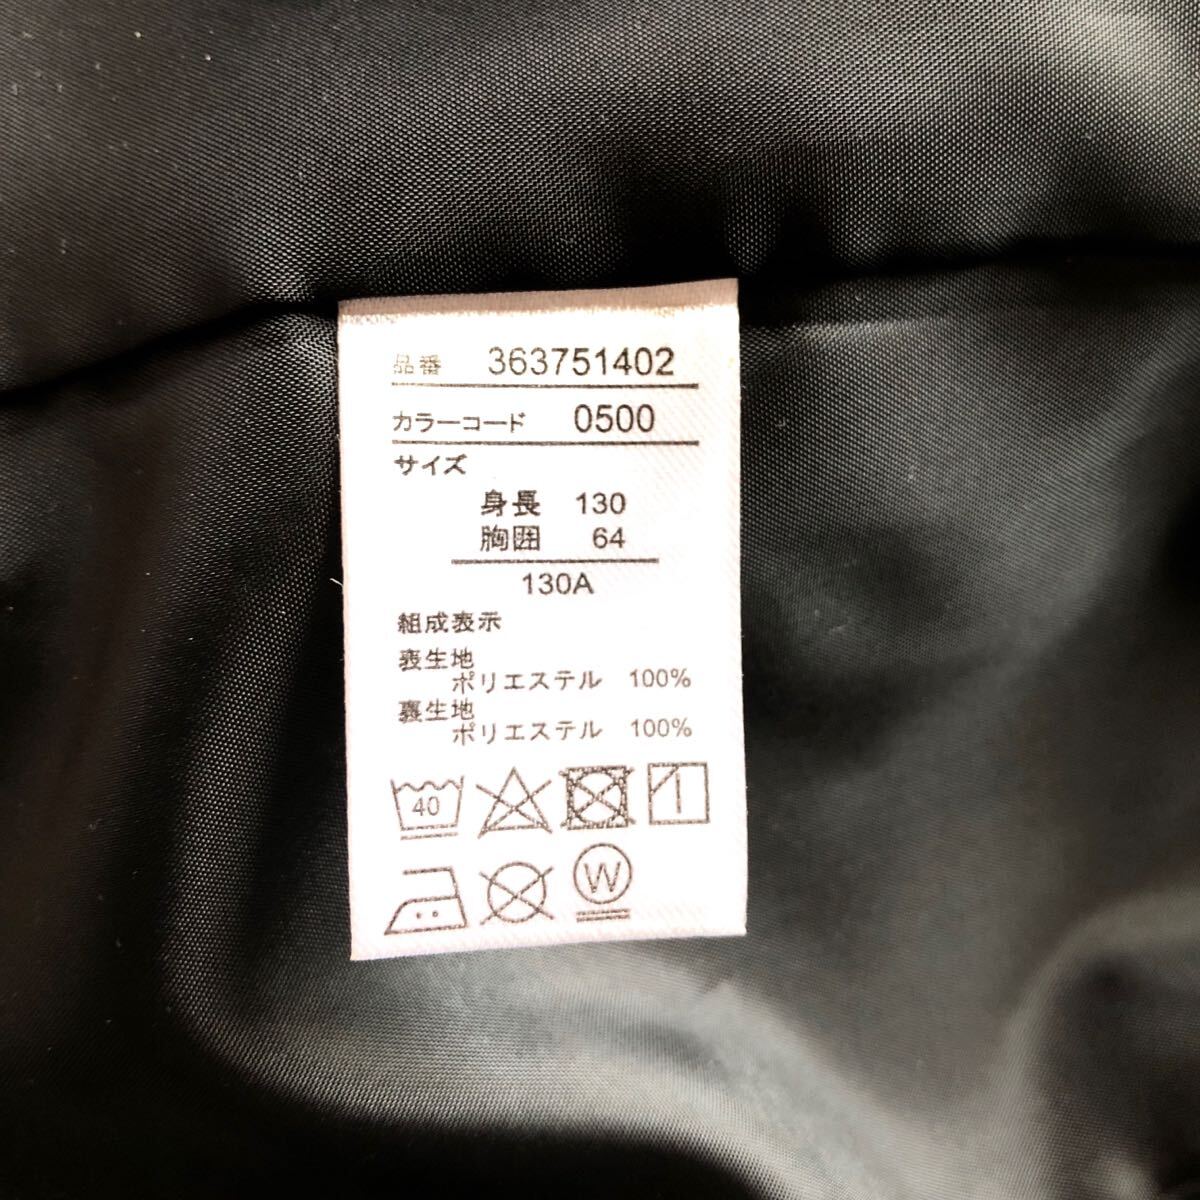 品番 363751402
カラーコード 0500
サイズ
身長 130
胸囲 64
130A
組成表示
表生地
ポリエステル 100%
裏生地
ポリエステル 100%
40
W